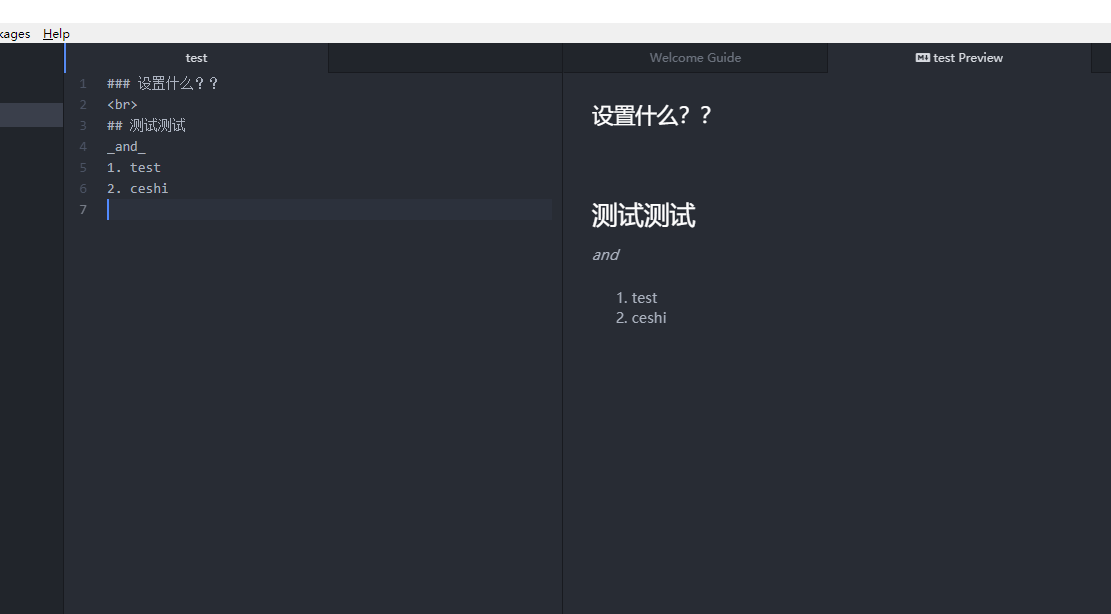 kages Help
test Welcome Guide test Preview
1 ### 设置什么？？
2 <br>
3 ## 测试测试
4 _and_
5 1. test
6 2. ceshi
7
设置什么？？
测试测试
and
1. test
2. ceshi